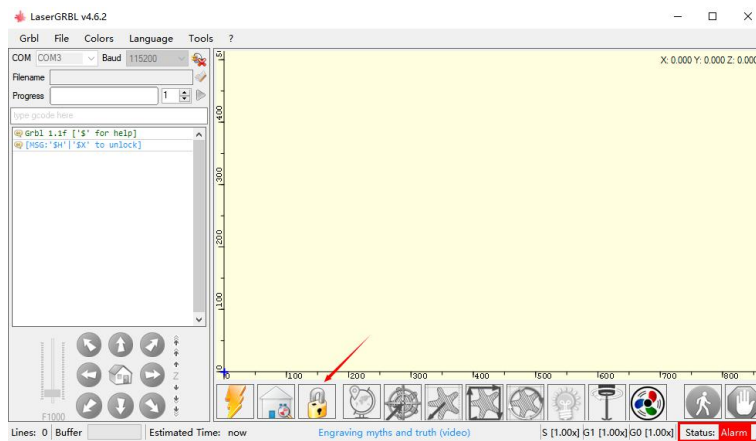 LaserGRBL v4.6.2
Grbl File Colors Language Tools ?
COM COM3 Baud 115200
Filename
Progress 1
type gcode here
Grbl 1.1f ['$' for help]
[MSG:'$H'|'$X' to unlock]
X: 0.000 Y: 0.000 Z: 0.000
400
300
200
100
0
0 100 200 300 400 500 600 700 800
Z
F1000
Lines: 0 Buffer Estimated Time: now Engraving myths and truth (video) S [1.00x] G1 [1.00x] G0 [1.00x] Status: Alarm